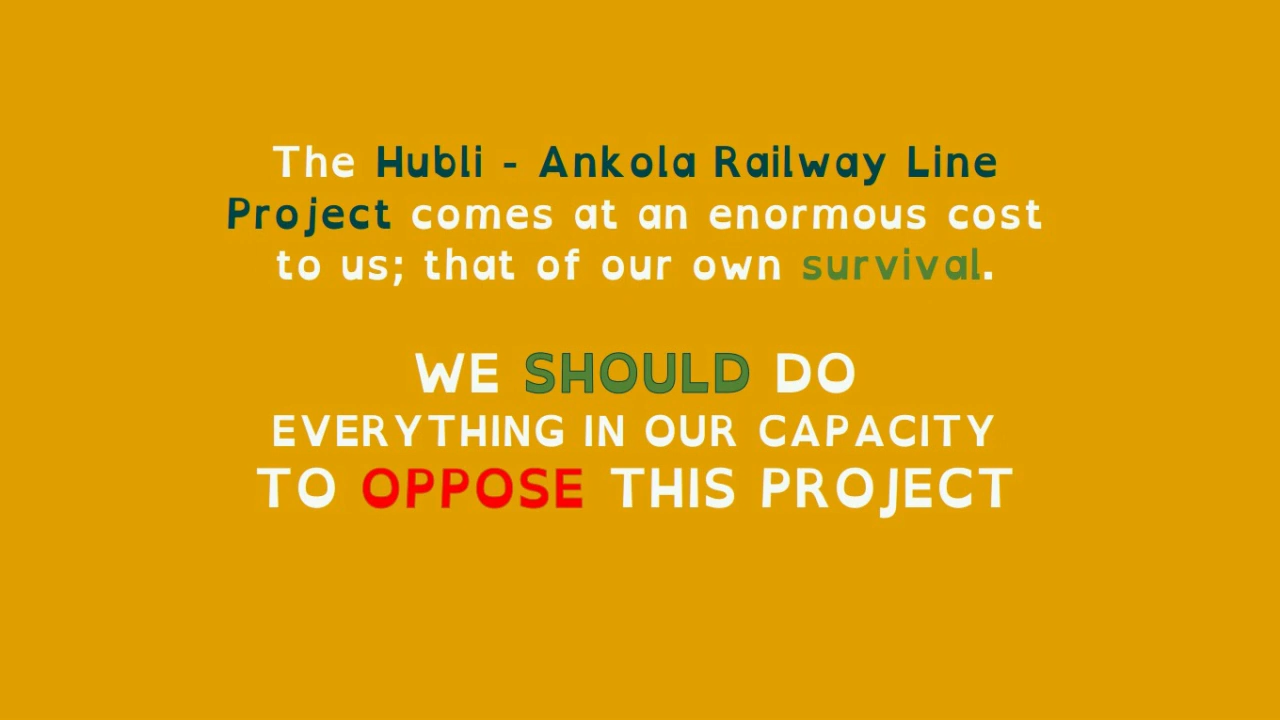 The Hubli - Ankola Railway Line
Project comes at an enormous cost
to us; that of our own survival.
WE SHOULD DO
EVERYTHING IN OUR CAPACITY
TO OPPOSE THIS PROJECT